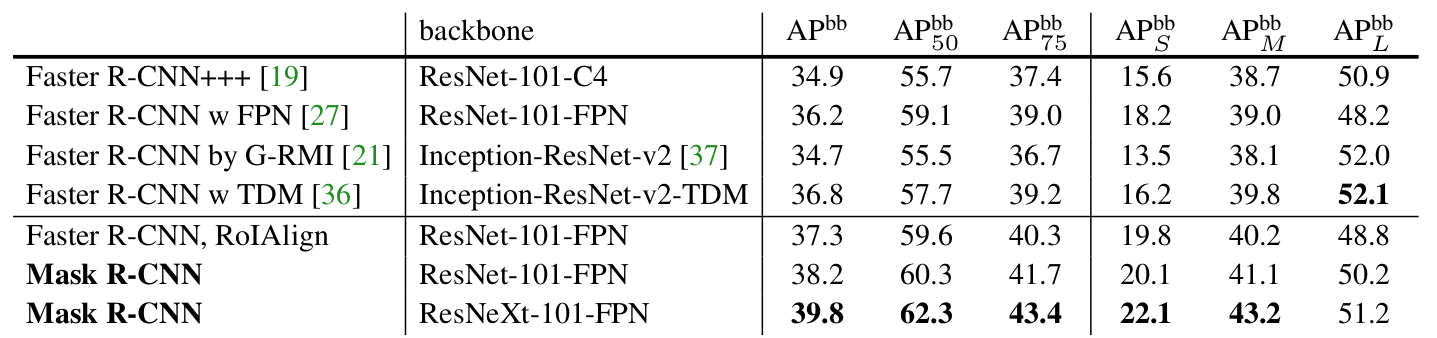 backbone AP^bb AP^bb_50 AP^bb_75 AP^bb_S AP^bb_M AP^bb_L
Faster R-CNN+++ [19] ResNet-101-C4 34.9 55.7 37.4 15.6 38.7 50.9
Faster R-CNN w FPN [27] ResNet-101-FPN 36.2 59.1 39.0 18.2 39.0 48.2
Faster R-CNN by G-RMI [21] Inception-ResNet-v2 [37] 34.7 55.5 36.7 13.5 38.1 52.0
Faster R-CNN w TDM [36] Inception-ResNet-v2-TDM 36.8 57.7 39.2 16.2 39.8 52.1
Faster R-CNN, RoIAlign ResNet-101-FPN 37.3 59.6 40.3 19.8 40.2 48.8
Mask R-CNN ResNet-101-FPN 38.2 60.3 41.7 20.1 41.1 50.2
Mask R-CNN ResNeXt-101-FPN 39.8 62.3 43.4 22.1 43.2 51.2